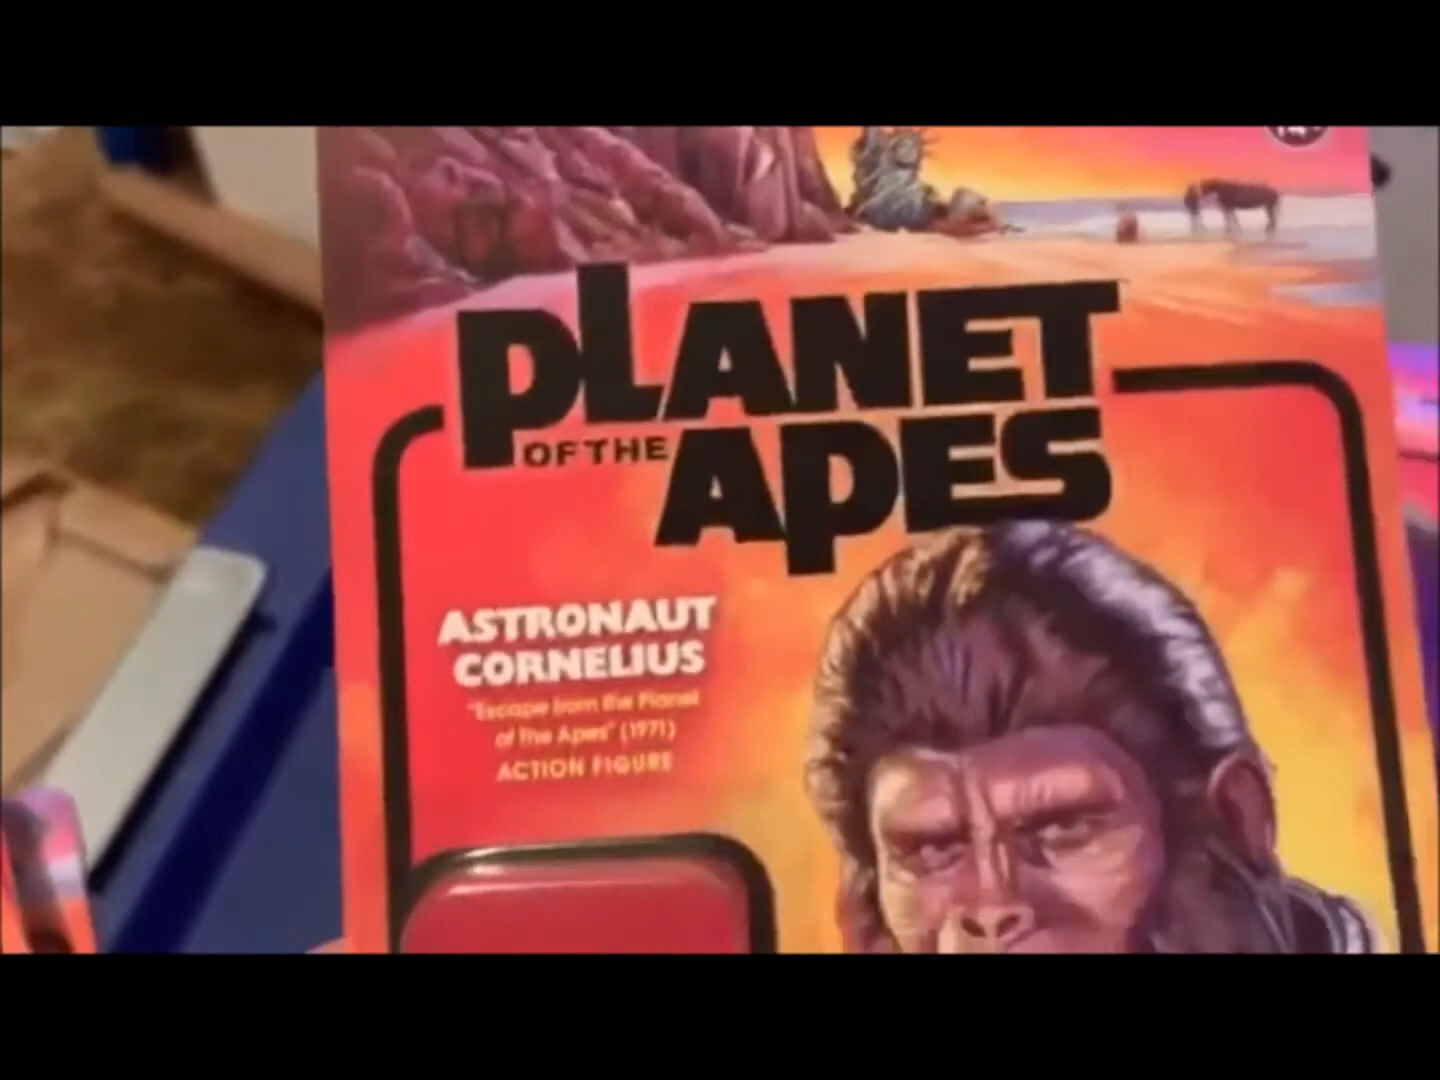 PLANET
OF THE
APES
ASTRONAUT
CORNELIUS
"Escape from the Planet
of the Apes" (1971)
ACTION FIGURE